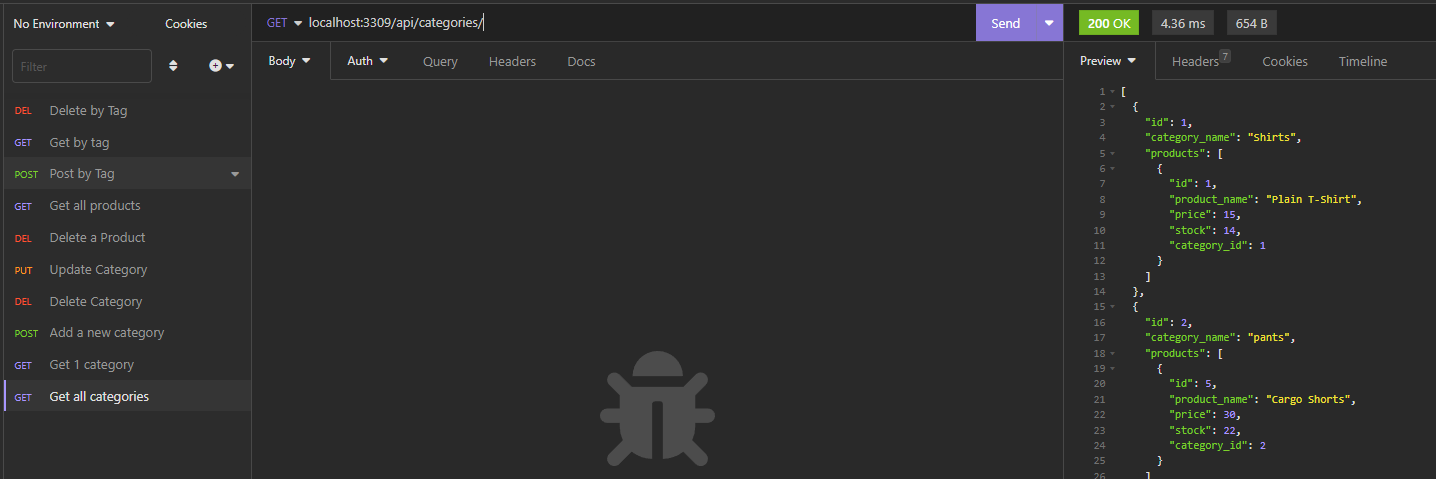 No Environment
Cookies
Filter
DEL Delete by Tag
GET Get by tag
POST Post by Tag
GET Get all products
DEL Delete a Product
PUT Update Category
DEL Delete Category
POST Add a new category
GET Get 1 category
GET Get all categories
GET localhost:3309/api/categories/
Send
Body Auth Query Headers Docs
200 OK 4.36 ms 654 B
Preview Headers 7 Cookies Timeline
1 [
2 {
3 "id": 1,
4 "category_name": "Shirts",
5 "products": [
6 {
7 "id": 1,
8 "product_name": "Plain T-Shirt",
9 "price": 15,
10 "stock": 14,
11 "category_id": 1
12 }
13 ]
14 },
15 {
16 "id": 2,
17 "category_name": "pants",
18 "products": [
19 {
20 "id": 5,
21 "product_name": "Cargo Shorts",
22 "price": 30,
23 "stock": 22,
24 "category_id": 2
25 }
26 ]